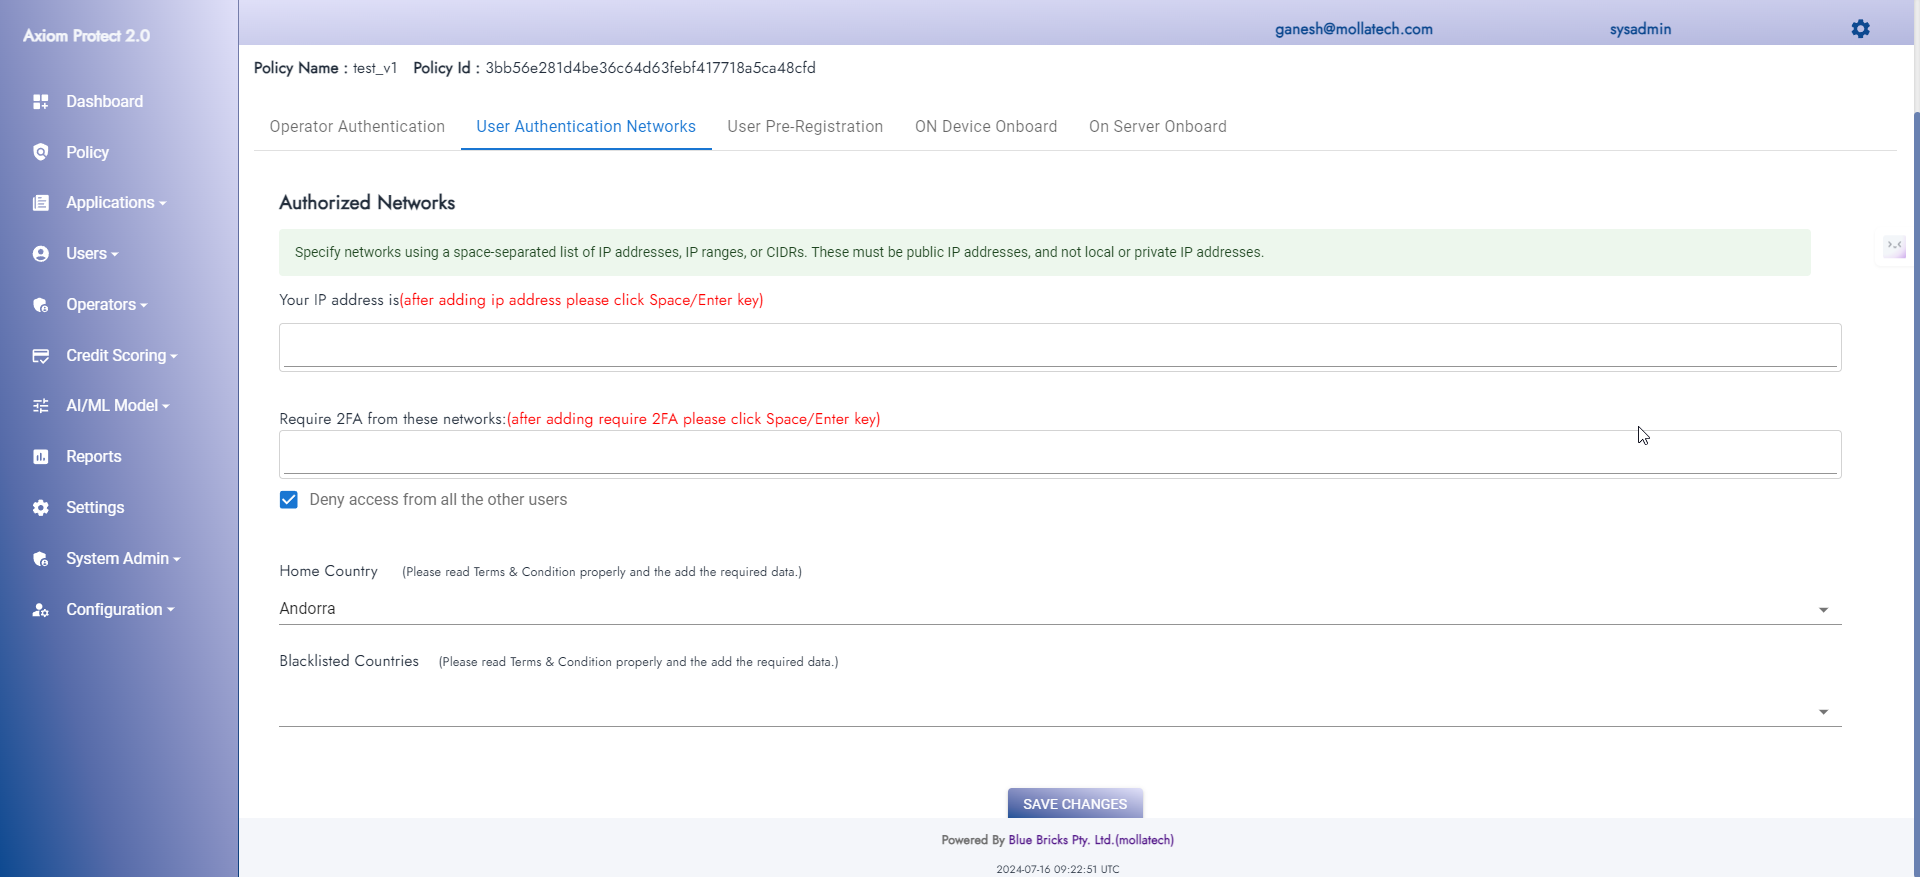 Axiom Protect 2.0
ganesh@mollatech.com sysadmin
Dashboard
Policy
Applications
Users
Operators
Credit Scoring
AI/ML Model
Reports
Settings
System Admin
Configuration
Policy Name : test_v1 Policy Id : 3bb56e281d4be36c64d63febf417718a5ca48cfd
Operator Authentication User Authentication Networks User Pre-Registration ON Device Onboard On Server Onboard
Authorized Networks
Specify networks using a space-separated list of IP addresses, IP ranges, or CIDRs. These must be public IP addresses, and not local or private IP addresses.
Your IP address is(after adding ip address please click Space/Enter key)
Require 2FA from these networks:(after adding require 2FA please click Space/Enter key)
Deny access from all the other users
Home Country (Please read Terms & Condition properly and the add the required data.)
Andorra
Blacklisted Countries (Please read Terms & Condition properly and the add the required data.)
SAVE CHANGES
Powered By Blue Bricks Pty. Ltd.(mollatech)
2024-07-16 09:22:51 UTC